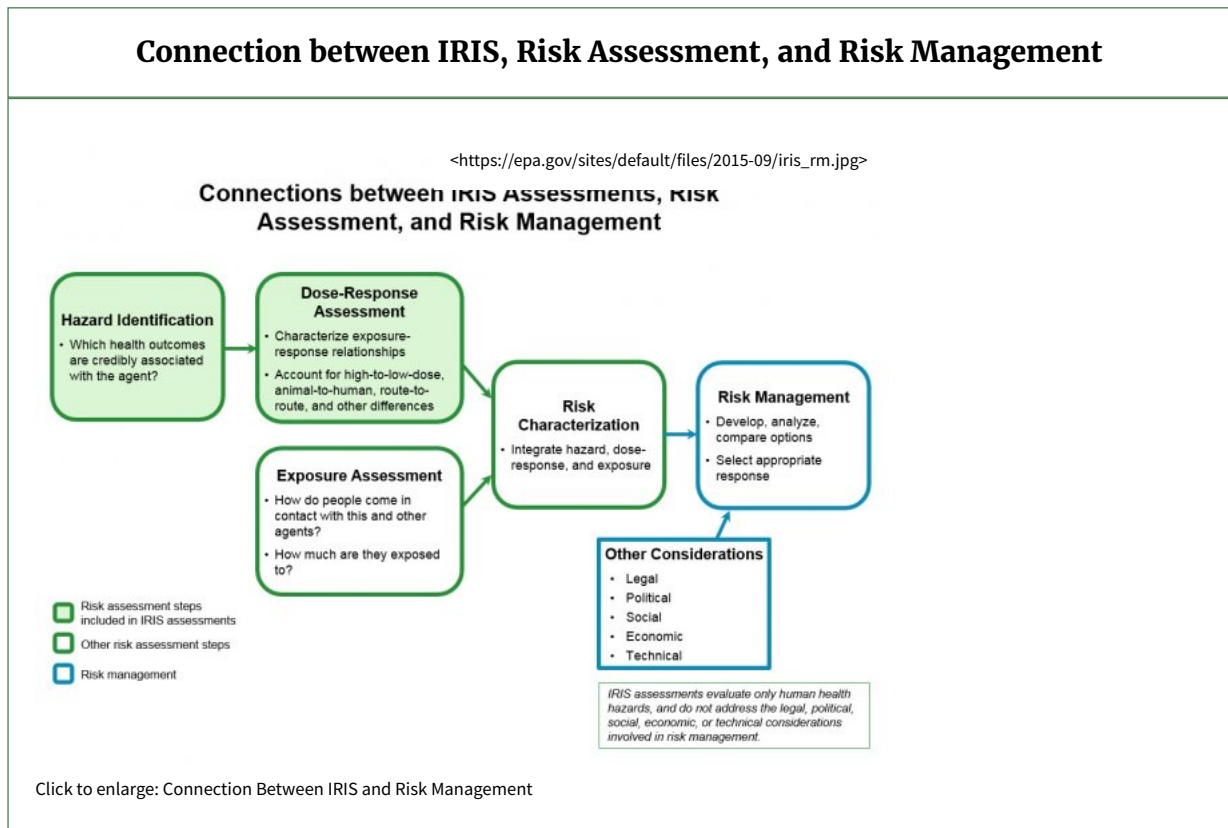 Connection between IRIS, Risk Assessment, and Risk Management
<https://epa.gov/sites/default/files/2015-09/iris_rm.jpg>
Connections between IRIS Assessments, Risk
Assessment, and Risk Management
Hazard Identification
• Which health outcomes
are credibly associated
with the agent?
Dose-Response
Assessment
• Characterize exposure-
response relationships
• Account for high-to-low-dose,
animal-to-human, route-to-
route, and other differences
Exposure Assessment
• How do people come in
contact with this and other
agents?
• How much are they exposed
to?
Risk
Characterization
• Integrate hazard, dose-
response, and exposure
Risk Management
• Develop, analyze,
compare options
• Select appropriate
response
Other Considerations
• Legal
• Political
• Social
• Economic
• Technical
Risk assessment steps
included in IRIS assessments
Other risk assessment steps
Risk management
IRIS assessments evaluate only human health
hazards, and do not address the legal, political,
social, economic, or technical considerations
involved in risk management.
Click to enlarge: Connection Between IRIS and Risk Management